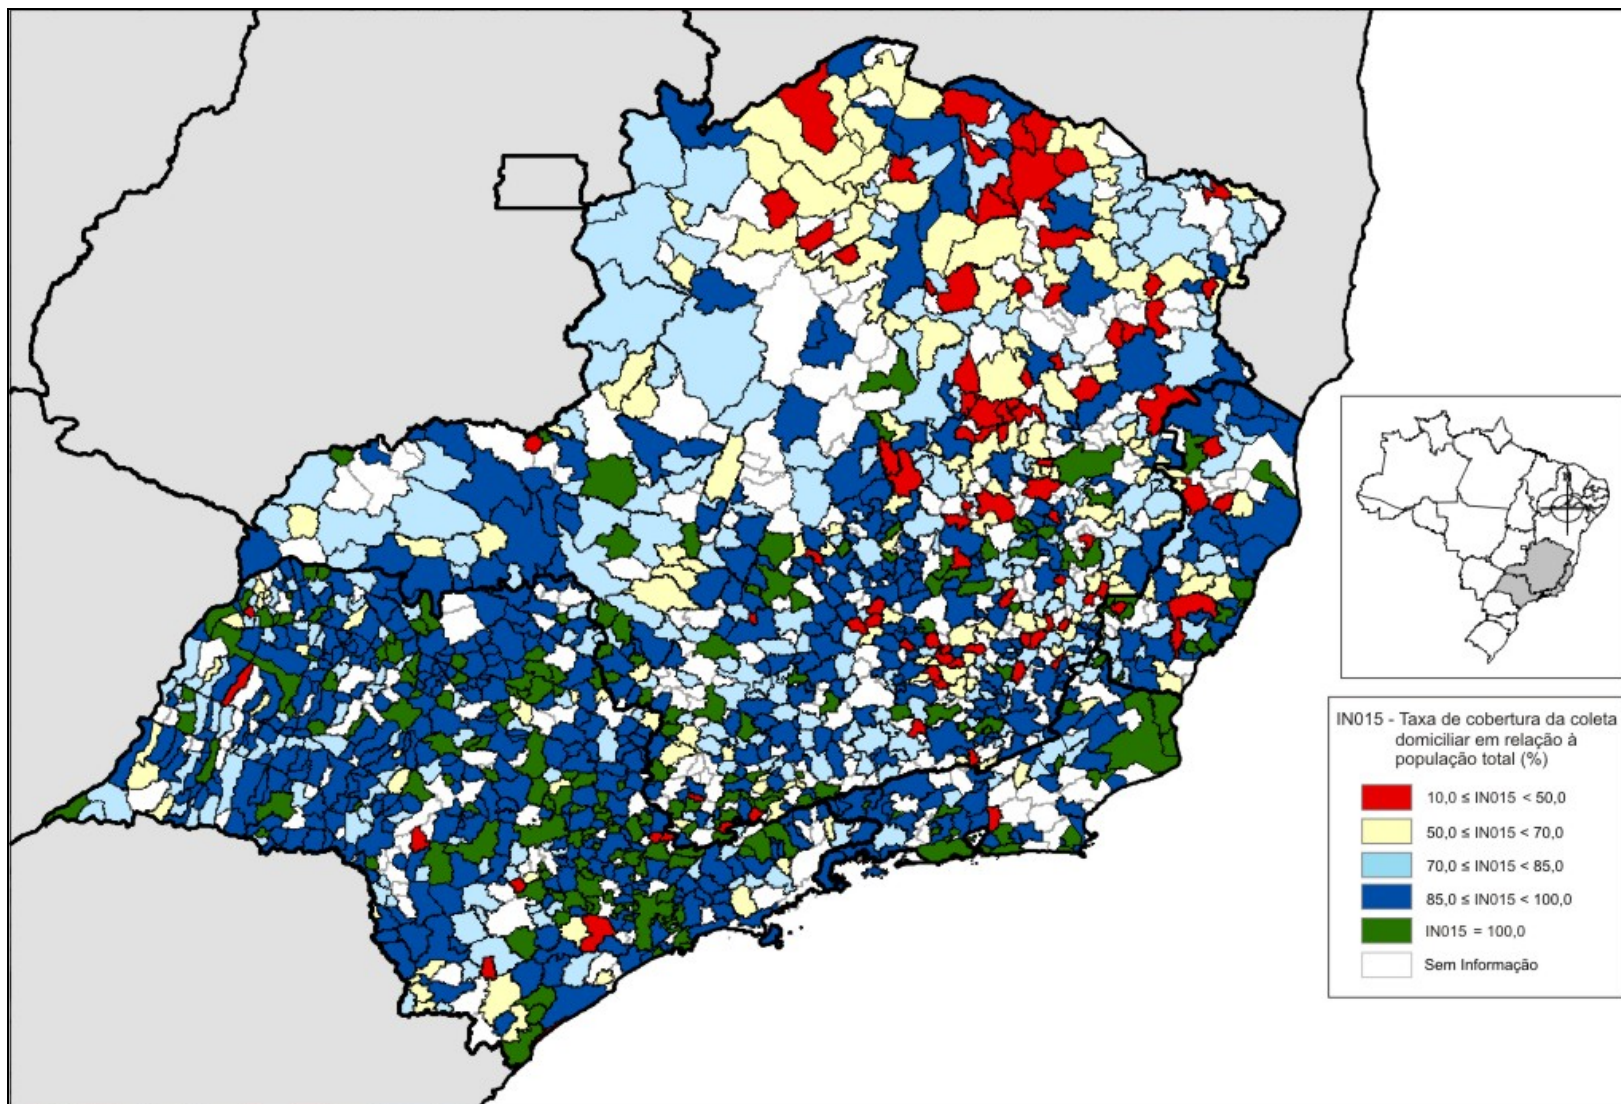 IN015 - Taxa de cobertura da coleta
domiciliar em relação à
população total (%)
10,0 ≤ IN015 < 50,0
50,0 ≤ IN015 < 70,0
70,0 ≤ IN015 < 85,0
85,0 ≤ IN015 < 100,0
IN015 = 100,0
Sem Informação